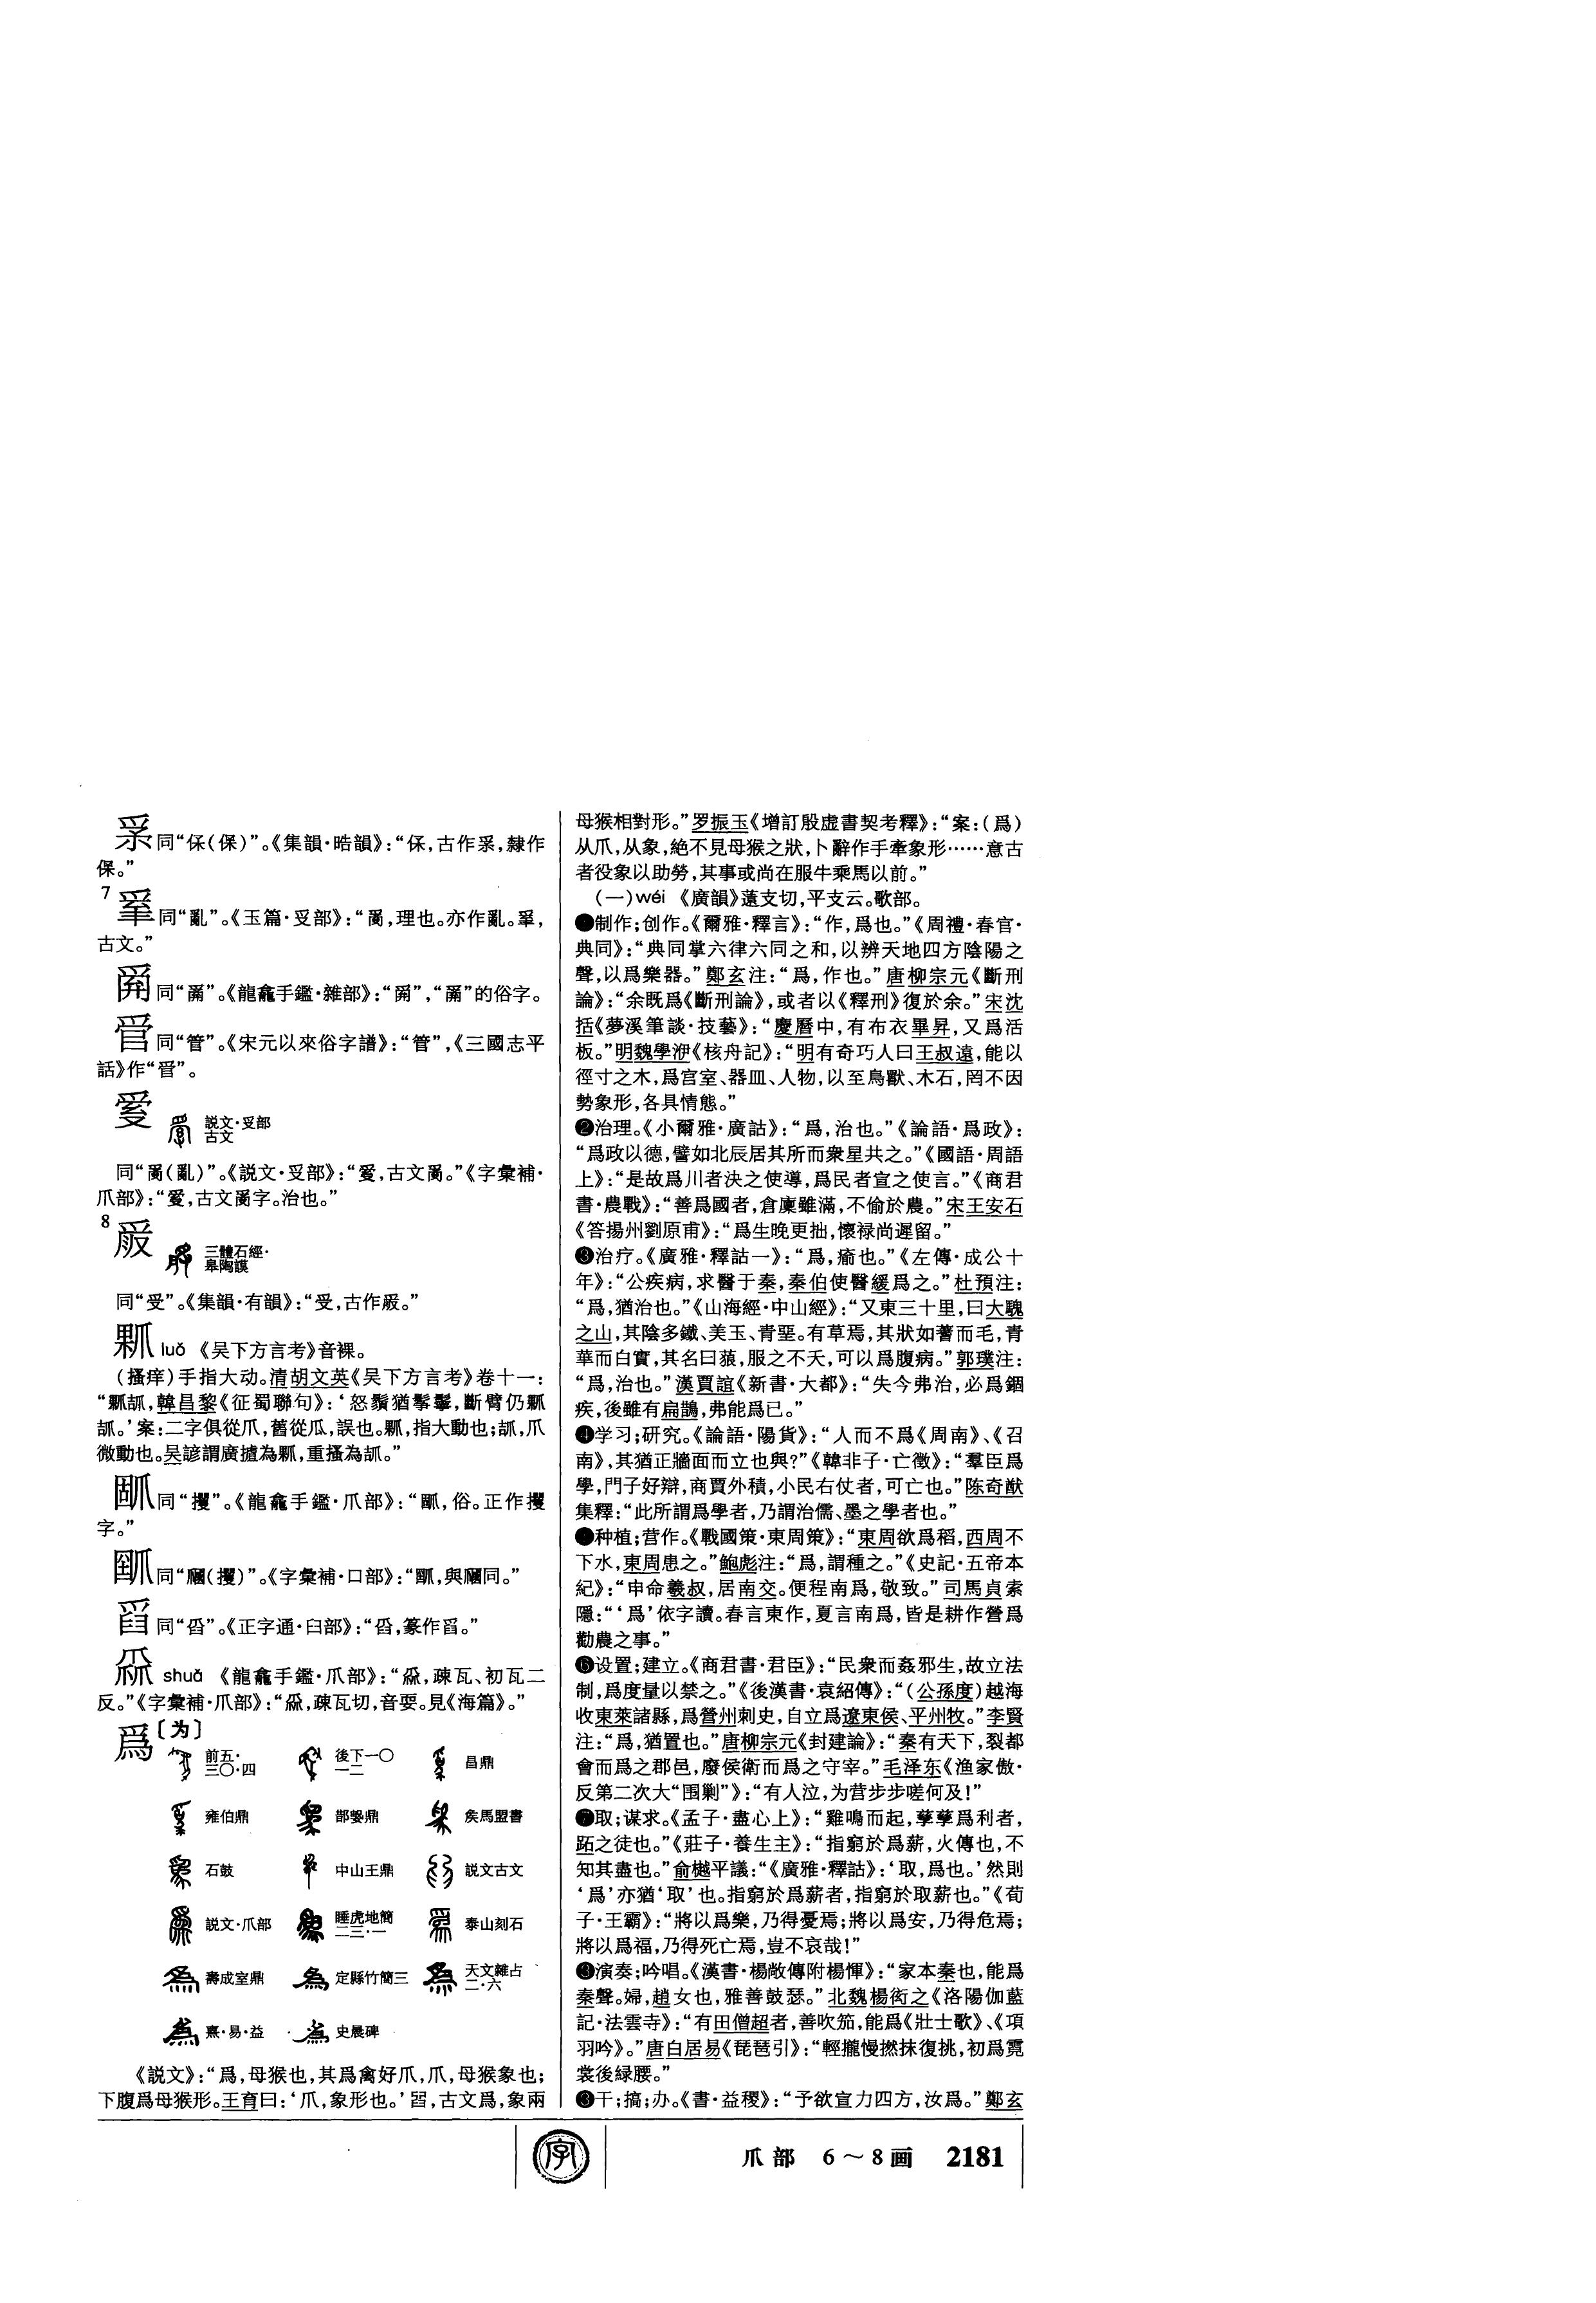 同“保(保)”。《集韻·晧韻》:“保,古作,隸作
保。”
7
同“亂”。《玉篇·𠬪部》:“𤔔,理也。亦作亂。,
古文。”
同“𤔔”。《龍龕手鑑·雜部》:“”,“”的俗字。
同“管”。《宋元以來俗字譜》:“管”,《三國志平
話》作“”。
説文·𠬪部
古文
同“𤔔(亂)”。《説文·𠬪部》:“,古文𤔔。”《字彙補·
爪部》:“,古文𤔔字。治也。”
8
三體石經·
皋陶謨
同“受”。《集韻·有韻》:“受,古作。”
luǒ 《吴下方言考》音裸。
(搔痒)手指大动。清胡文英《吴下方言考》卷十一:
“,韓昌黎《征蜀聯句》:‘怒鬚猶鬡,斷臂仍
。’案:二字俱從爪,舊從瓜,誤也。,指大動也;,爪
微動也。吴諺謂廣搔為,重搔為。”
同“攫”。《龍龕手鑑·爪部》:“,俗。正作攫
字。”
同“(攫)”。《字彙補·口部》:“,與同。”
同“舀”。《正字通·臼部》:“舀,篆作。”
shuǎ 《龍龕手鑑·爪部》:“,疎瓦、初瓦二
反。”《字彙補·爪部》:“,疎瓦切,音耍。見《海篇》。”
爲〔为〕
前五·三〇·四 後下一〇一二 昌鼎
雍伯鼎 鼎 侯馬盟書
石鼓 中山王鼎 説文古文
説文·爪部 睡虎地簡二三·一 泰山刻石
壽成室鼎 定縣竹簡三 天文雜占二·六
熹·易·益 史晨碑
《説文》:“爲,母猴也,其爲禽好爪,爪,母猴象也;
下腹爲母猴形。王育曰:‘爪,象形也。’,古文爲,象兩
母猴相對形。”罗振玉《增訂殷虚書契考釋》:“案:(爲)
从爪,从象,絶不見母猴之狀,卜辭作手牽象形……意古
者役象以助勞,其事或尚在服牛乘馬以前。”
(一)wéi 《廣韻》薳支切,平支云。歌部。
❶制作;创作。《爾雅·釋言》:“作,爲也。”《周禮·春官·
典同》:“典同掌六律六同之和,以辨天地四方陰陽之
聲,以爲樂器。”鄭玄注:“爲,作也。”唐柳宗元《斷刑
論》:“余既爲《斷刑論》,或者以《釋刑》復於余。”宋沈
括《夢溪筆談·技藝》:“慶曆中,有布衣畢昇,又爲活
板。”明魏學洢《核舟記》:“明有奇巧人曰王叔遠,能以
徑寸之木,爲宫室、器皿、人物,以至鳥獸、木石,罔不因
勢象形,各具情態。”
❷治理。《小爾雅·廣詁》:“爲,治也。”《論語·爲政》:
“爲政以德,譬如北辰居其所而衆星共之。”《國語·周語
上》:“是故爲川者決之使導,爲民者宣之使言。”《商君
書·農戰》:“善爲國者,倉廩雖滿,不偷於農。”宋王安石
《答揚州劉原甫》:“爲生晚更拙,懷禄尚遲留。”
❸治疗。《廣雅·釋詁一》:“爲,瘉也。”《左傳·成公十
年》:“公疾病,求醫于秦,秦伯使醫緩爲之。”杜預注:
“爲,猶治也。”《山海經·中山經》:“又東三十里,曰大騩
之山,其陰多鐵、美玉、青堊。有草焉,其狀如蓍而毛,青
華而白實,其名曰䔄,服之不夭,可以爲腹病。”郭璞注:
“爲,治也。”漢賈誼《新書·大都》:“失今弗治,必爲錮
疾,後雖有扁鵲,弗能爲已。”
❹学习;研究。《論語·陽貨》:“人而不爲《周南》、《召
南》,其猶正牆面而立也與?”《韓非子·亡徵》:“羣臣爲
學,門子好辯,商賈外積,小民右仗者,可亡也。”陈奇猷
集釋:“此所謂爲學者,乃謂治儒、墨之學者也。”
❺种植;营作。《戰國策·東周策》:“東周欲爲稻,西周不
下水,東周患之。”鮑彪注:“爲,謂種之。”《史記·五帝本
紀》:“申命羲叔,居南交。便程南爲,敬致。”司馬貞索
隱:“‘爲’依字讀。春言東作,夏言南爲,皆是耕作營爲
勸農之事。”
❻设置;建立。《商君書·君臣》:“民衆而姦邪生,故立法
制,爲度量以禁之。”《後漢書·袁紹傳》:“(公孫度)越海
收東萊諸縣,爲營州刺史,自立爲遼東侯、平州牧。”李賢
注:“爲,猶置也。”唐柳宗元《封建論》:“秦有天下,裂都
會而爲之郡邑,廢侯衛而爲之守宰。”毛泽东《渔家傲·
反第二次大“围剿”》:“有人泣,为营步步嗟何及!”
❼取;谋求。《孟子·盡心上》:“雞鳴而起,孳孳爲利者,
跖之徒也。”《莊子·養生主》:“指窮於爲薪,火傳也,不
知其盡也。”俞樾平議:“《廣雅·釋詁》:‘取,爲也。’然則
‘爲’亦猶‘取’也。指窮於爲薪者,指窮於取薪也。”《荀
子·王霸》:“將以爲樂,乃得憂焉;將以爲安,乃得危焉;
將以爲福,乃得死亡焉,豈不哀哉!”
❽演奏;吟唱。《漢書·楊敞傳附楊惲》:“家本秦也,能爲
秦聲。婦,趙女也,雅善鼓瑟。”北魏楊衒之《洛陽伽藍
記·法雲寺》:“有田僧超者,善吹笳,能爲《壯士歌》、《項
羽吟》。”唐白居易《琵琶引》:“輕攏慢撚抹復挑,初爲霓
裳後緑腰。”
❾干;搞;办。《書·益稷》:“予欲宣力四方,汝爲。”鄭玄
字
爪部 6～8画 2181